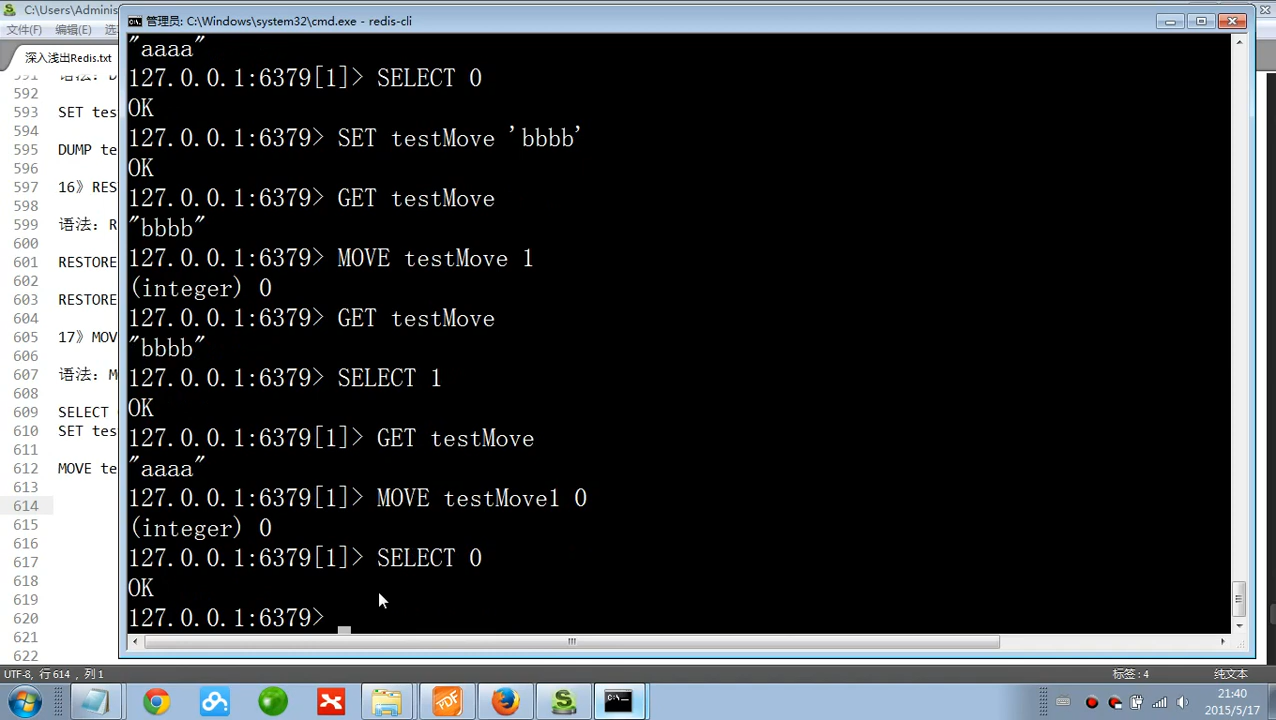 C:\Users\Adminis
管理员: C:\Windows\system32\cmd.exe - redis-cli
文件(F) 编辑(E)
深入浅出Redis.txt
"aaaa"
127.0.0.1:6379[1]> SELECT 0
OK
127.0.0.1:6379> SET testMove 'bbbb'
OK
127.0.0.1:6379> GET testMove
"bbbb"
127.0.0.1:6379> MOVE testMove 1
(integer) 0
127.0.0.1:6379> GET testMove
"bbbb"
127.0.0.1:6379> SELECT 1
OK
127.0.0.1:6379[1]> GET testMove
"aaaa"
127.0.0.1:6379[1]> MOVE testMove1 0
(integer) 0
127.0.0.1:6379[1]> SELECT 0
OK
127.0.0.1:6379>
591 语法: D
592
593 SET tes
594
595 DUMP te
596
597 16》RES
598
599 语法: R
600
601 RESTORE
602
603 RESTORE
604
605 17》MOV
606
607 语法: M
608
609 SELECT
610 SET tes
611
612 MOVE te
613
614
615
616
617
618
619
620
621
622
UTF-8, 行 614, 列 1
标签: 4
纯文本
21:40
2015/5/17